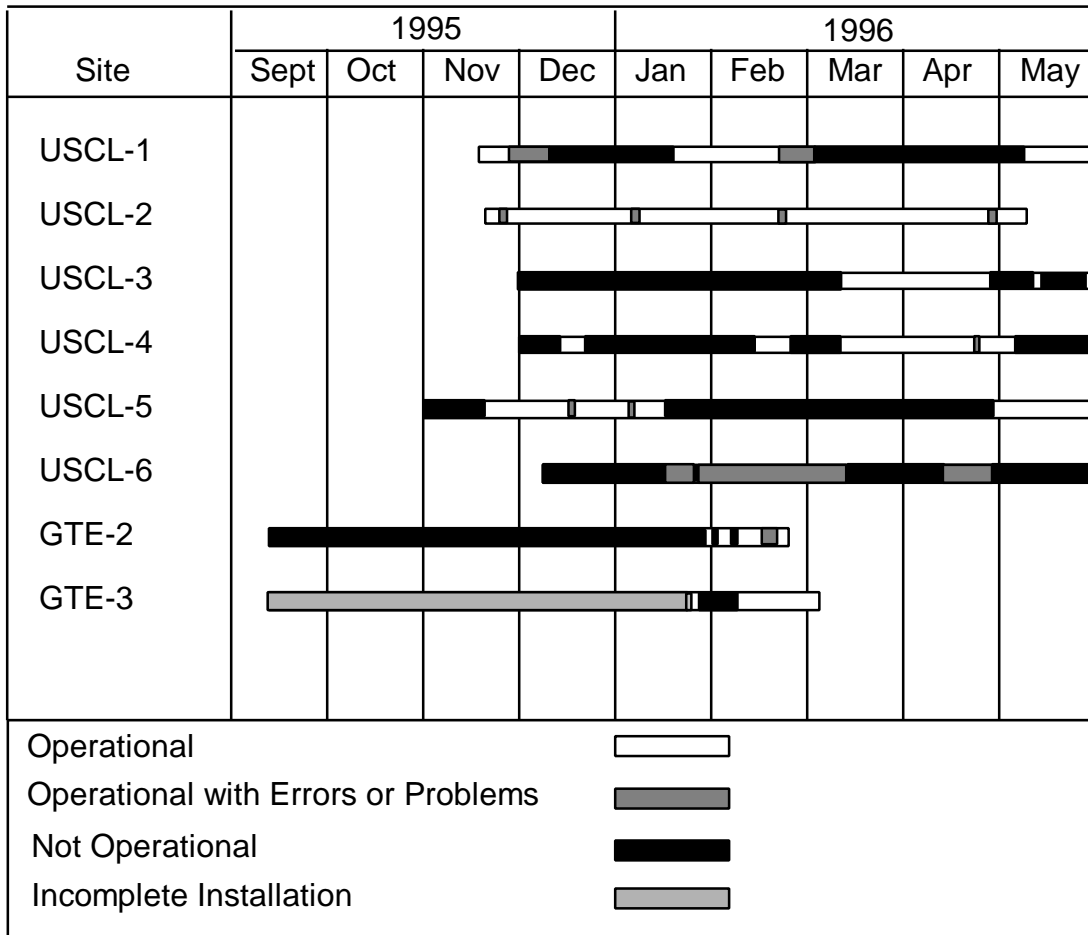 1995 1996
Site Sept Oct Nov Dec Jan Feb Mar Apr May
USCL-1
USCL-2
USCL-3
USCL-4
USCL-5
USCL-6
GTE-2
GTE-3
Operational
Operational with Errors or Problems
Not Operational
Incomplete Installation